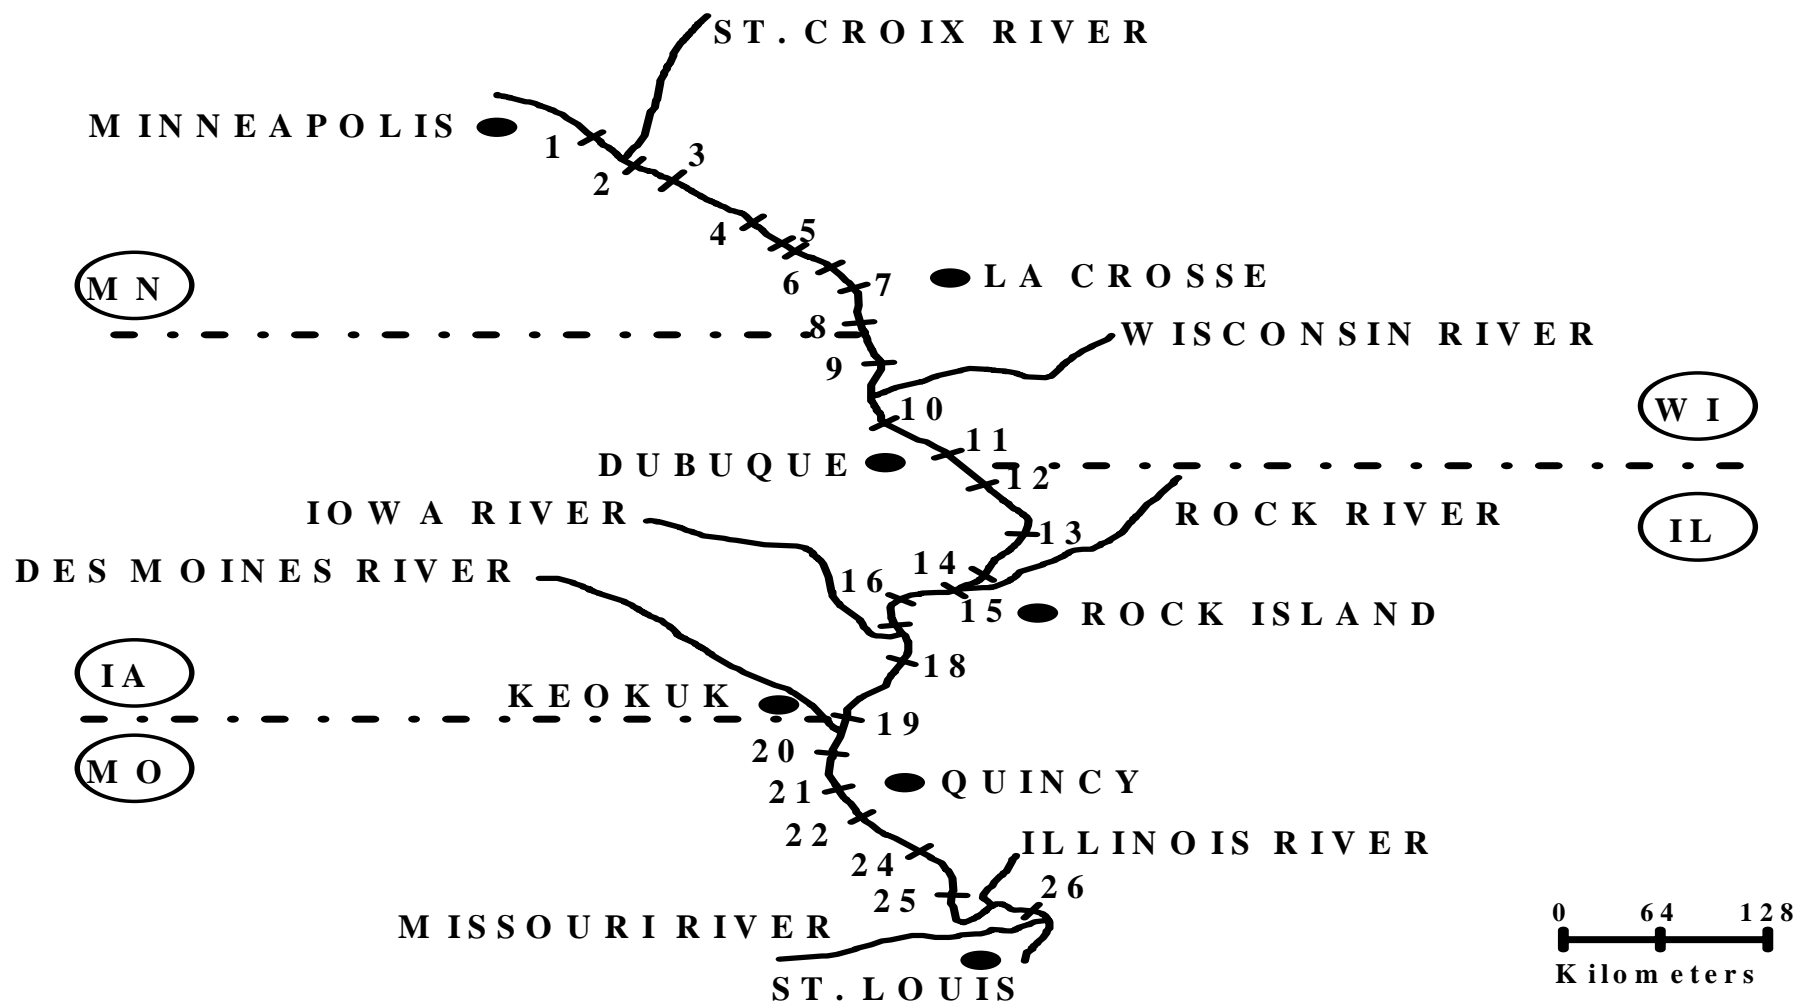 ST. CROIX RIVER
MINNEAPOLIS
1
3
2
4
5
6
7
MN
LA CROSSE
8
WISCONSIN RIVER
9
10
WI
11
DUBUQUE
12
IOWA RIVER
ROCK RIVER
IL
13
14
DES MOINES RIVER
16
15
ROCK ISLAND
18
IA
KEOKUK
19
20
MO
21
QUINCY
22
ILLINOIS RIVER
24
26
25
MISSOURI RIVER
0 64 128
Kilometers
ST. LOUIS